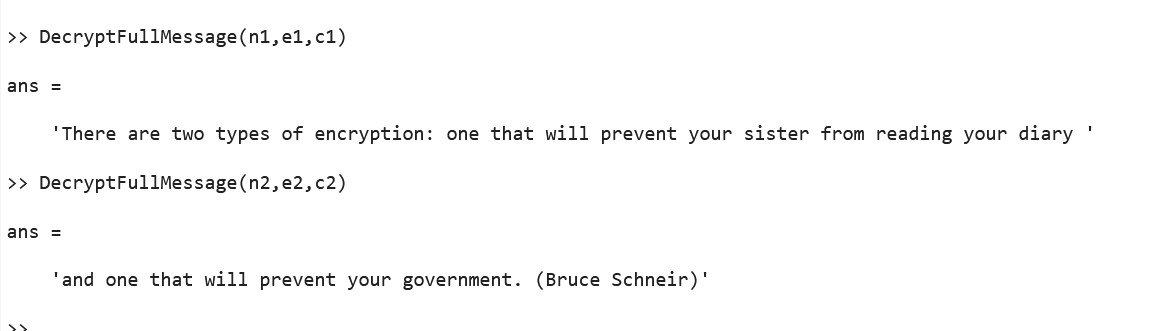 >> DecryptFullMessage(n1,e1,c1)
ans =
'There are two types of encryption: one that will prevent your sister from reading your diary '
>> DecryptFullMessage(n2,e2,c2)
ans =
'and one that will prevent your government. (Bruce Schneir)'
>>